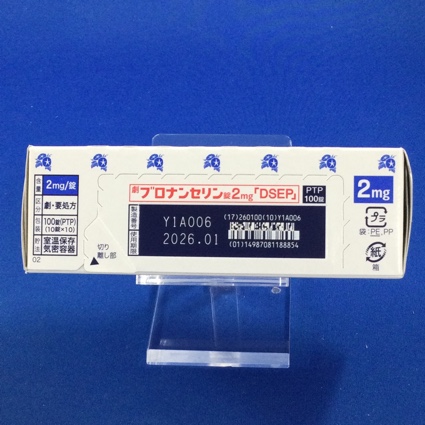 含量 2mg/錠
区分 劇・要処方
包装 100錠(PTP)
(10錠×10)
貯法 室温保存
気密容器
02
切り
離し部
劇 ブロナンセリン錠2mg「DSEP」 PTP
100錠
製造番号 Y1A006
使用期限 2026.01
(17)260100(10)Y1A006
(01)14987081188854
2mg
プラ
袋:PE,PP
紙
箱